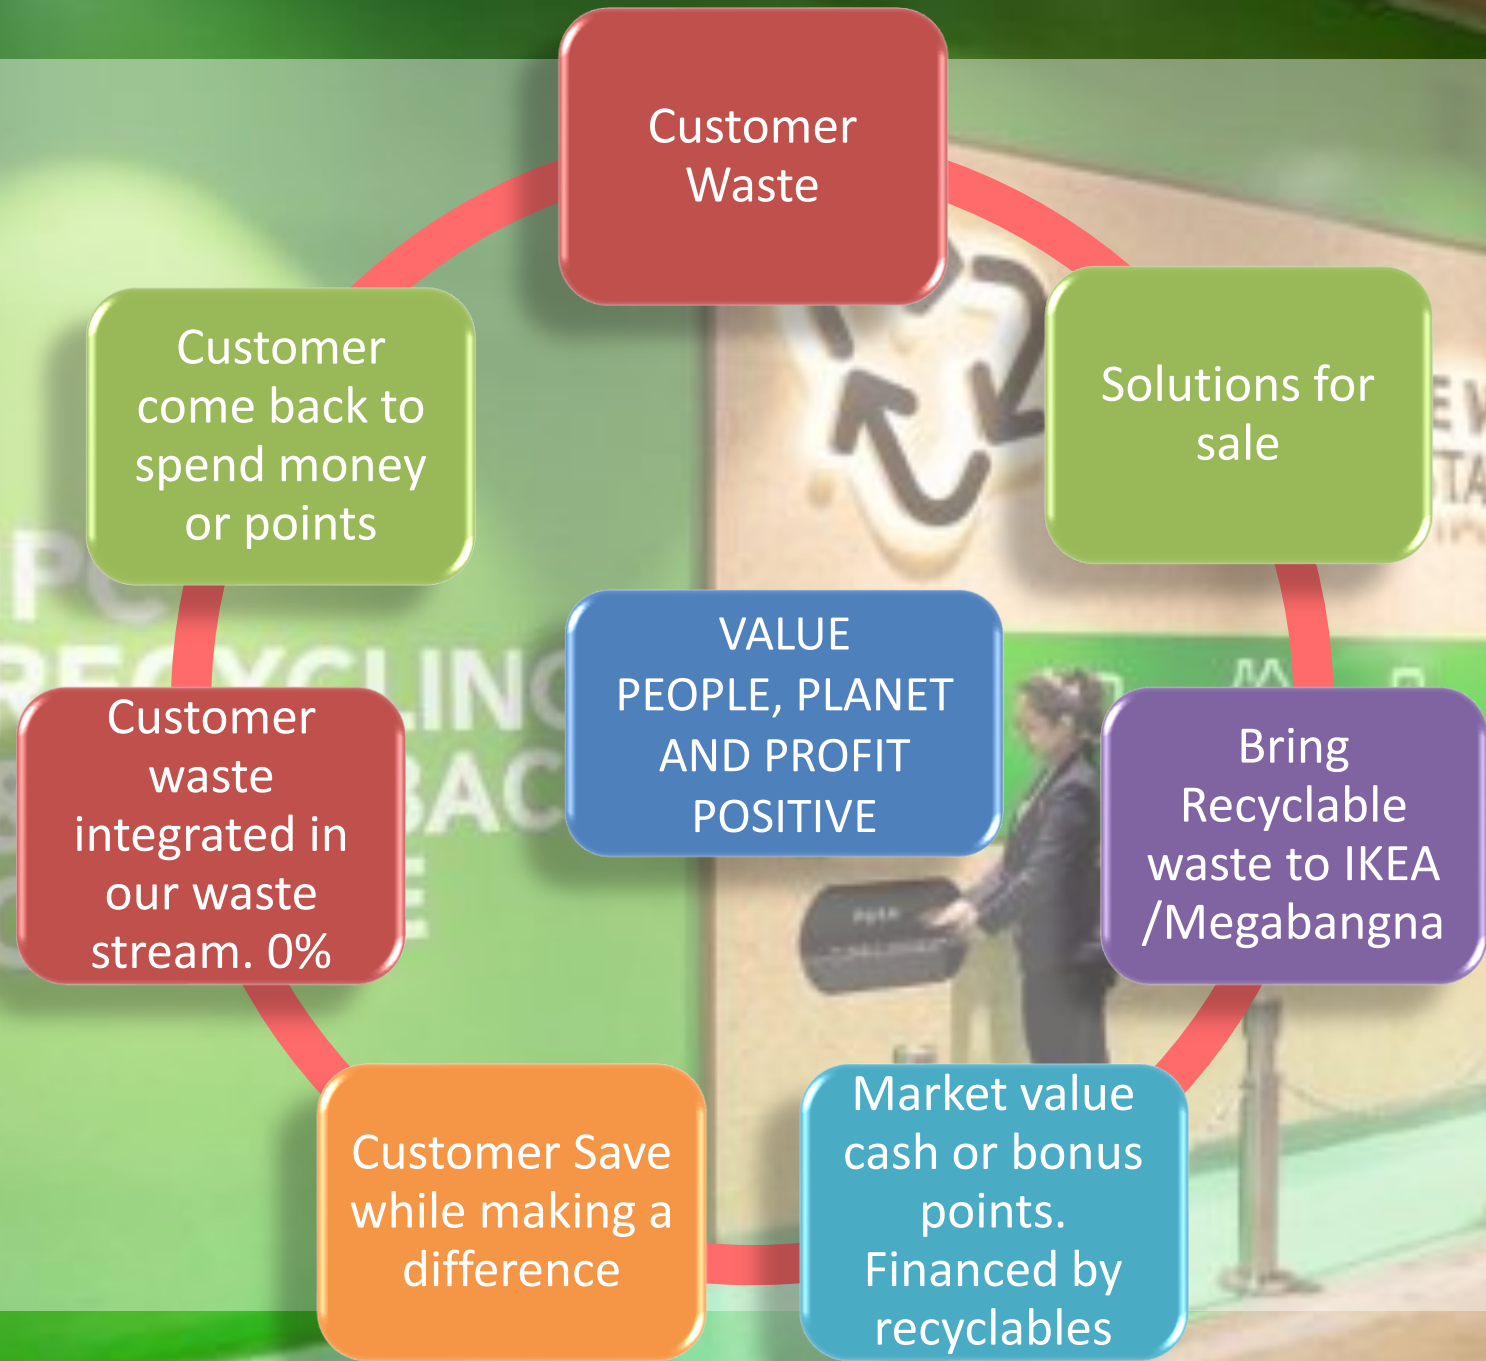 Customer
Waste
Solutions for
sale
Bring
Recyclable
waste to IKEA
/Megabangna
Market value
cash or bonus
points.
Financed by
recyclables
Customer Save
while making a
difference
Customer
waste
integrated in
our waste
stream. 0%
Customer
come back to
spend money
or points
VALUE
PEOPLE, PLANET
AND PROFIT
POSITIVE